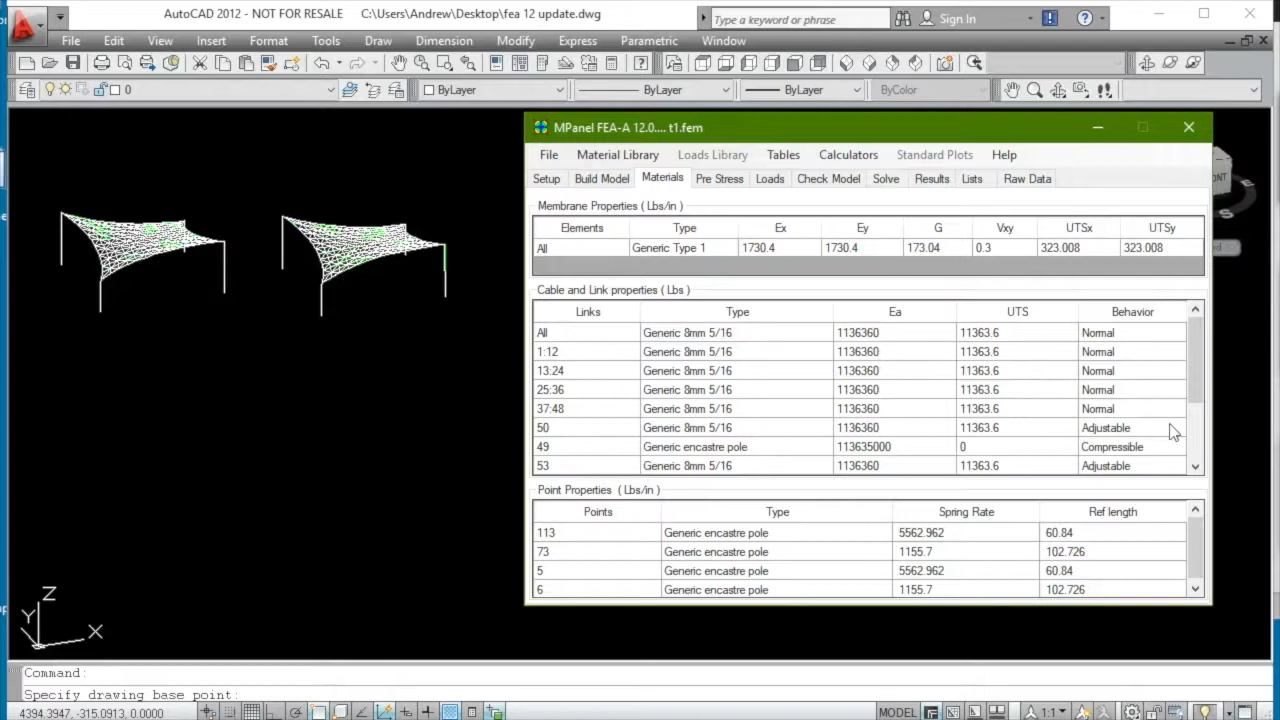 AutoCAD 2012 - NOT FOR RESALE C:\Users\Andrew\Desktop\fea 12 update.dwg
Type a keyword or phrase
Sign In
File Edit View Insert Format Tools Draw Dimension Modify Express Parametric Window
0
ByLayer
ByLayer
ByLayer
ByColor
MPanel FEA-A 12.0.... t1.fem
File Material Library Loads Library Tables Calculators Standard Plots Help
Setup Build Model Materials Pre Stress Loads Check Model Solve Results Lists Raw Data
Membrane Properties ( Lbs/in )
Elements Type Ex Ey G Vxy UTSx UTSy
All Generic Type 1 1730.4 1730.4 173.04 0.3 323.008 323.008
Cable and Link properties ( Lbs )
Links Type Ea UTS Behavior
All Generic 8mm 5/16 1136360 11363.6 Normal
1:12 Generic 8mm 5/16 1136360 11363.6 Normal
13:24 Generic 8mm 5/16 1136360 11363.6 Normal
25:36 Generic 8mm 5/16 1136360 11363.6 Normal
37:48 Generic 8mm 5/16 1136360 11363.6 Normal
50 Generic 8mm 5/16 1136360 11363.6 Adjustable
49 Generic encastre pole 113635000 0 Compressible
53 Generic 8mm 5/16 1136360 11363.6 Adjustable
Point Properties ( Lbs/in )
Points Type Spring Rate Ref length
113 Generic encastre pole 5562.962 60.84
73 Generic encastre pole 1155.7 102.726
5 Generic encastre pole 5562.962 60.84
6 Generic encastre pole 1155.7 102.726
Z
Y
X
Command:
Specify drawing base point:
4394.3947, -315.0913, 0.0000
MODEL
1:1